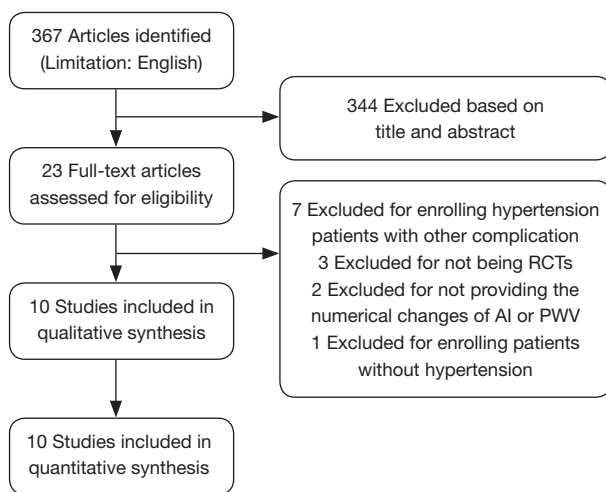 367 Articles identified
(Limitation: English)
344 Excluded based on
title and abstract
23 Full-text articles
assessed for eligibility
7 Excluded for enrolling hypertension
patients with other complication
3 Excluded for not being RCTs
2 Excluded for not providing the
numerical changes of AI or PWV
1 Excluded for enrolling patients
without hypertension
10 Studies included in
qualitative synthesis
10 Studies included in
quantitative synthesis